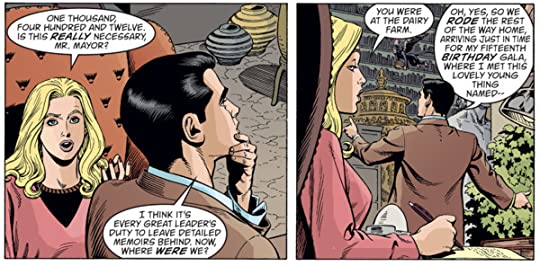 ONE THOUSAND,
FOUR HUNDRED AND TWELVE.
IS THIS REALLY NECESSARY,
MR. MAYOR?
I THINK IT'S
EVERY GREAT LEADER'S
DUTY TO LEAVE DETAILED
MEMOIRS BEHIND. NOW,
WHERE WERE WE?
YOU WERE
AT THE DAIRY
FARM.
OH, YES, SO WE
RODE THE REST
OF THE WAY HOME,
ARRIVING JUST IN TIME
FOR MY FIFTEENTH
BIRTHDAY GALA,
WHERE I MET THIS
LOVELY YOUNG
THING
NAMED--